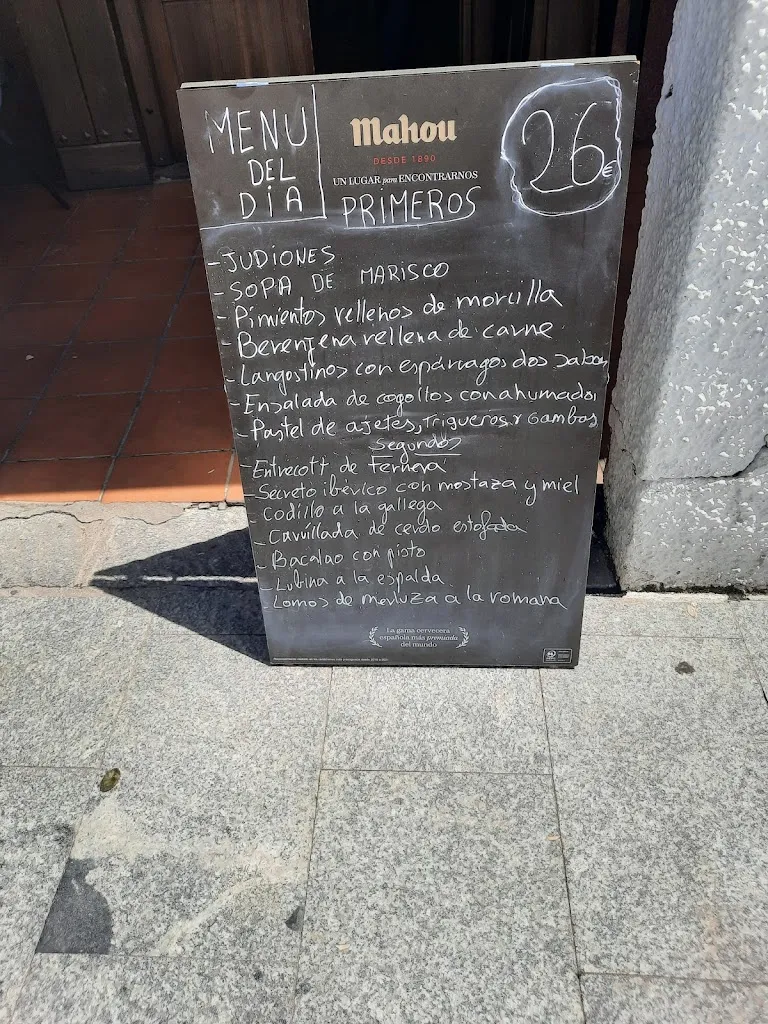 MENU
DEL
DÍA
Mahou
DESDE 1890
UN LUGAR para ENCONTRARNOS
26€
PRIMEROS
- JUDIONES
- SOPA DE MARISCO
- Pimientos rellenos de morcilla
- Berenjena rellena de carne
- Langostinos con espárragos dos salsas
- Ensalada de cogollos con ahumados
- Pastel de ajetes, Trigueros y Gambas
Segundos
- Entrecott de Ternera
- Secreto ibérico con mostaza y miel
- Codillo a la gallega
- Carrillada de cerdo estofada
- Bacalao con pisto
- Lubina a la espalda
- Lomos de merluza a la romana
La gama cervecera
española más premiada
del mundo